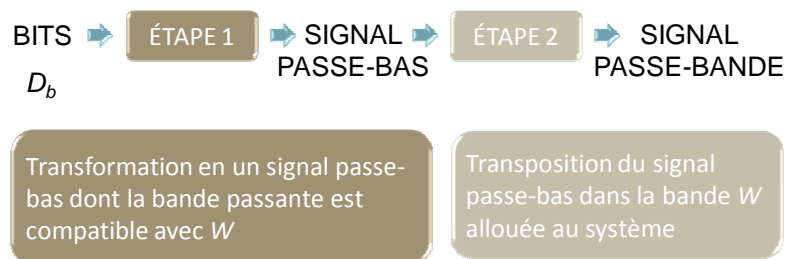 BITS ÉTAPE 1 SIGNAL ÉTAPE 2 SIGNAL
PASSE-BAS PASSE-BANDE
D_b
Transformation en un signal passe-
bas dont la bande passante est
compatible avec W
Transposition du signal
passe-bas dans la bande W
allouée au système